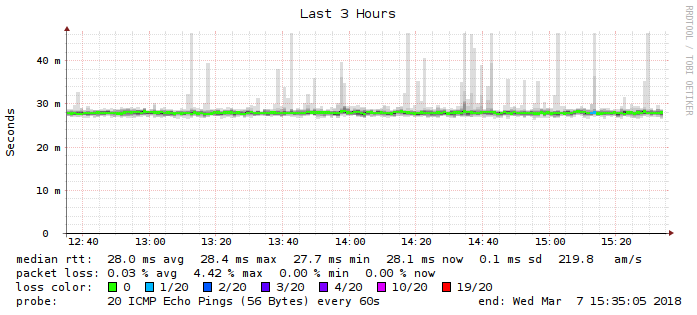 Last 3 Hours
RRDTOOL / TOBI OETIKER
Seconds
40 m
30 m
20 m
10 m
0
12:40 13:00 13:20 13:40 14:00 14:20 14:40 15:00 15:20
median rtt: 28.0 ms avg 28.4 ms max 27.7 ms min 28.1 ms now 0.1 ms sd 219.8 am/s
packet loss: 0.03 % avg 4.42 % max 0.00 % min 0.00 % now
loss color: 0 1/20 2/20 3/20 4/20 10/20 19/20
probe: 20 ICMP Echo Pings (56 Bytes) every 60s end: Wed Mar 7 15:35:05 2018